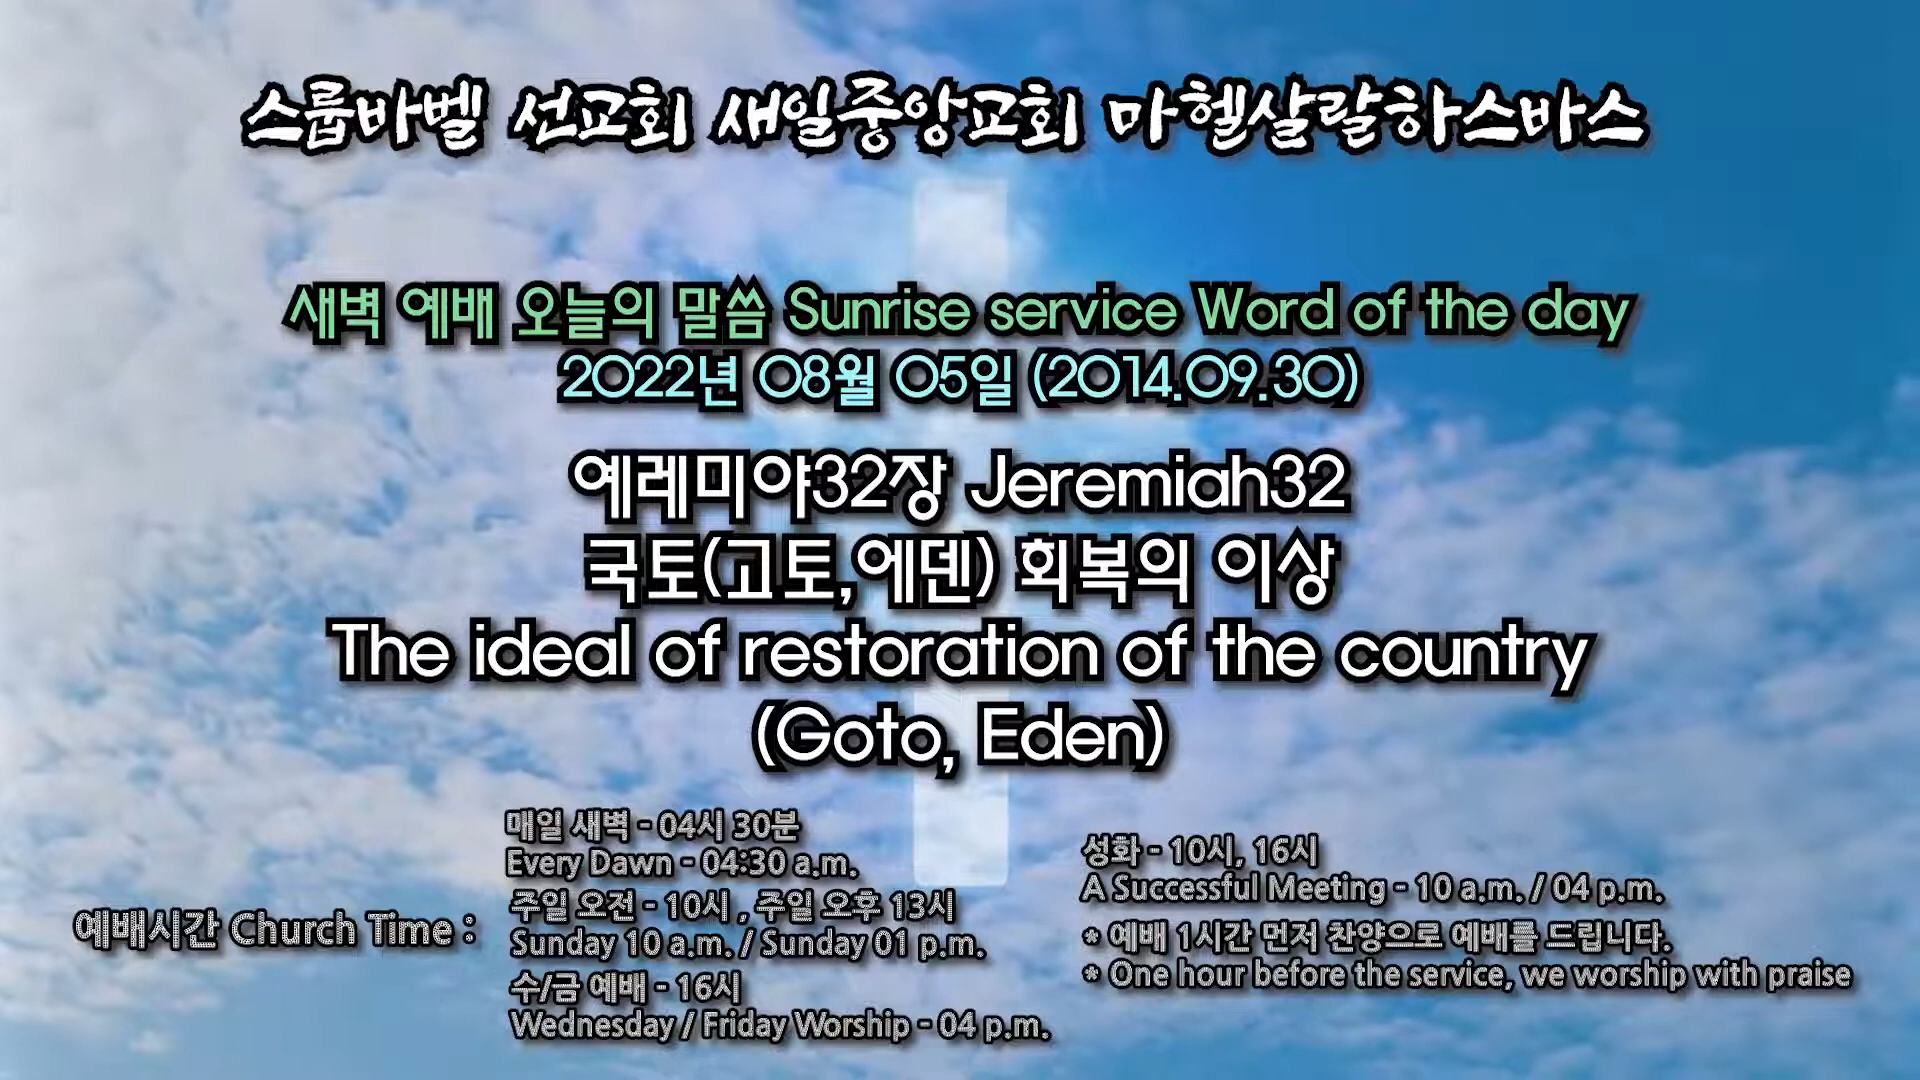 스룹바벨 선교회 새일중앙교회 마헬살랄하스바스
새벽 예배 오늘의 말씀 Sunrise service Word of the day
2022년 08월 05일 (2014.09.30)
예레미야32장 Jeremiah32
국토(고토,에덴) 회복의 이상
The ideal of restoration of the country
(Goto, Eden)
예배시간 Church Time :
매일 새벽 - 04시 30분
Every Dawn - 04:30 a.m.
주일 오전 - 10시 , 주일 오후 13시
Sunday 10 a.m. / Sunday 01 p.m.
수/금 예배 - 16시
Wednesday / Friday Worship - 04 p.m.
성화 - 10시, 16시
A Successful Meeting - 10 a.m. / 04 p.m.
* 예배 1시간 먼저 찬양으로 예배를 드립니다.
* One hour before the service, we worship with praise